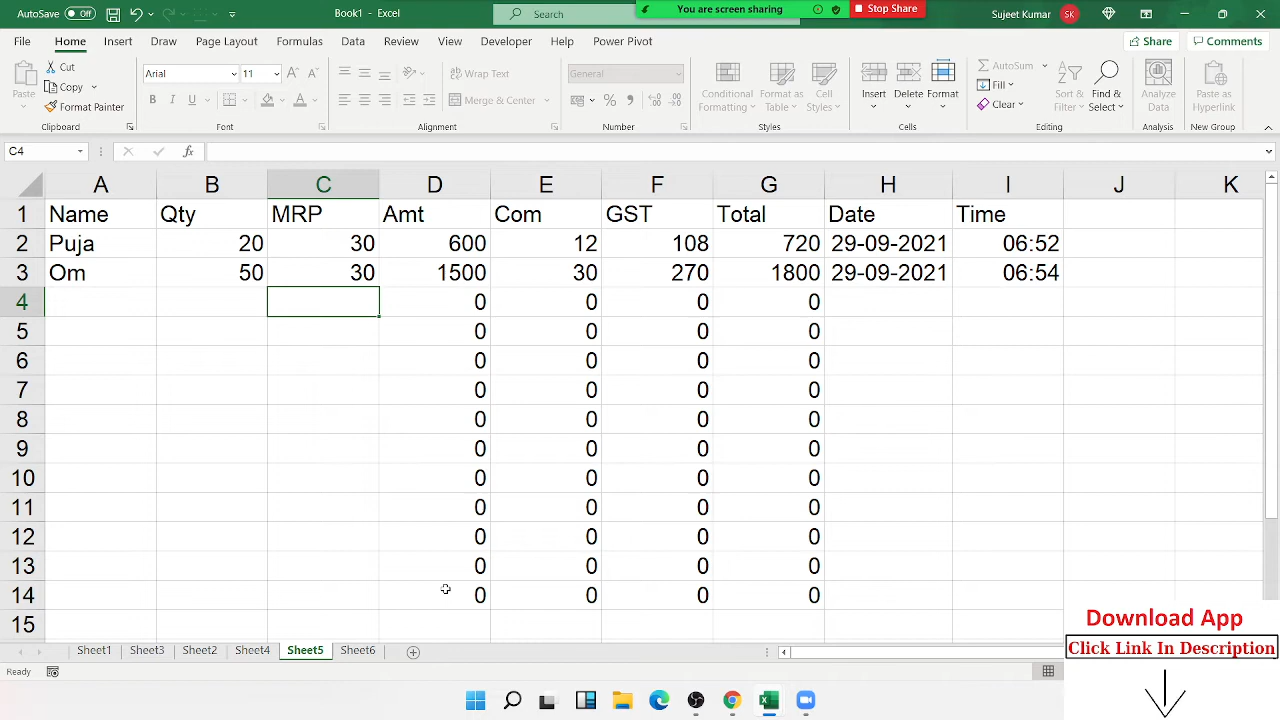 AutoSave Off Book1 - Excel Search You are screen sharing Stop Share Sujeet Kumar SK
File Home Insert Draw Page Layout Formulas Data Review View Developer Help Power Pivot Share Comments
Paste Cut Copy Format Painter Clipboard
Arial 11 B I U Font
Wrap Text Merge & Center Alignment
General Number
Conditional Formatting Format as Table Cell Styles Styles
Insert Delete Format Cells
AutoSum Fill Clear Sort & Filter Find & Select Editing
Analyze Data Analysis
Paste as Hyperlink New Group
C4 fx
A B C D E F G H I J K
1 Name Qty MRP Amt Com GST Total Date Time
2 Puja 20 30 600 12 108 720 29-09-2021 06:52
3 Om 50 30 1500 30 270 1800 29-09-2021 06:54
4 0 0 0 0
5 0 0 0 0
6 0 0 0 0
7 0 0 0 0
8 0 0 0 0
9 0 0 0 0
10 0 0 0 0
11 0 0 0 0
12 0 0 0 0
13 0 0 0 0
14 0 0 0 0
15
Download App
Click Link In Description
Sheet1 Sheet3 Sheet2 Sheet4 Sheet5 Sheet6
Ready